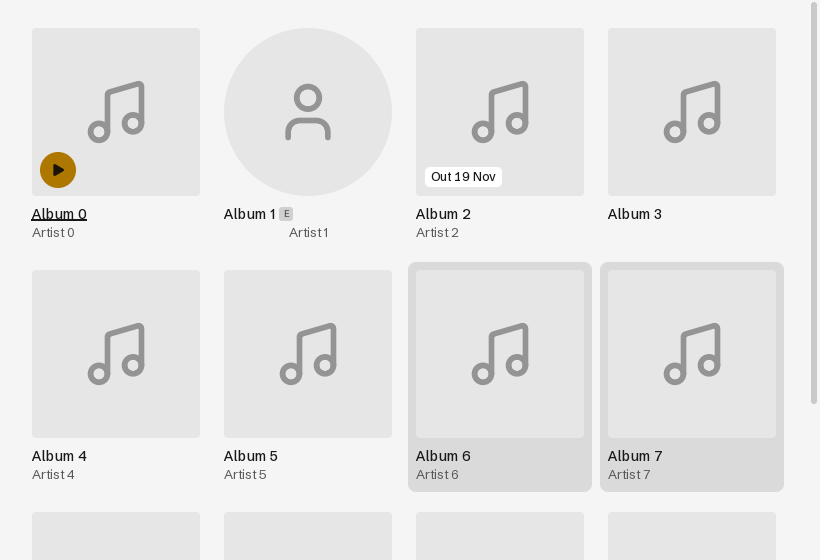 Out 19 Nov
Album 0
Artist 0
Album 1 E
Artist 1
Album 2
Artist 2
Album 3
Album 4
Artist 4
Album 5
Artist 5
Album 6
Artist 6
Album 7
Artist 7